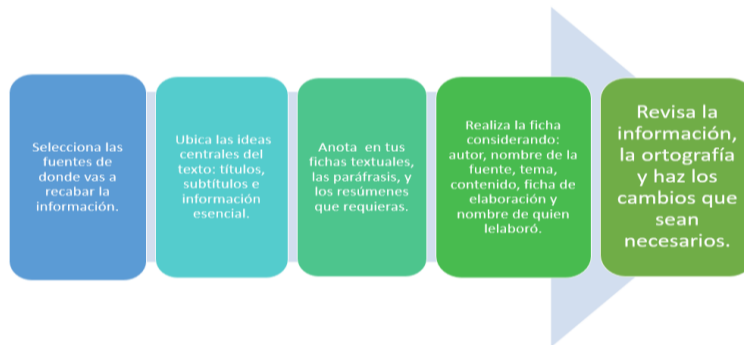 Selecciona las
fuentes de
donde vas a
recabar la
información.
Ubica las ideas
centrales del
texto: títulos,
subtítulos e
información
esencial.
Anota en tus
fichas textuales,
las paráfrasis, y
los resúmenes
que requieras.
Realiza la ficha
considerando:
autor, nombre de la
fuente, tema,
contenido, ficha de
elaboración y
nombre de quien
lelaboró.
Revisa la
información,
la ortografía
y haz los
cambios que
sean
necesarios.